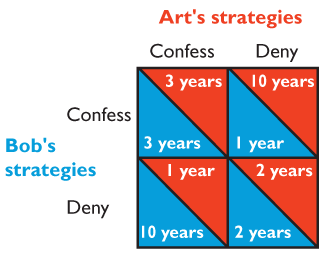 Art's strategies
Confess Deny
3 years 10 years
Confess
3 years 1 year
Bob's
strategies
1 year 2 years
Deny
10 years 2 years